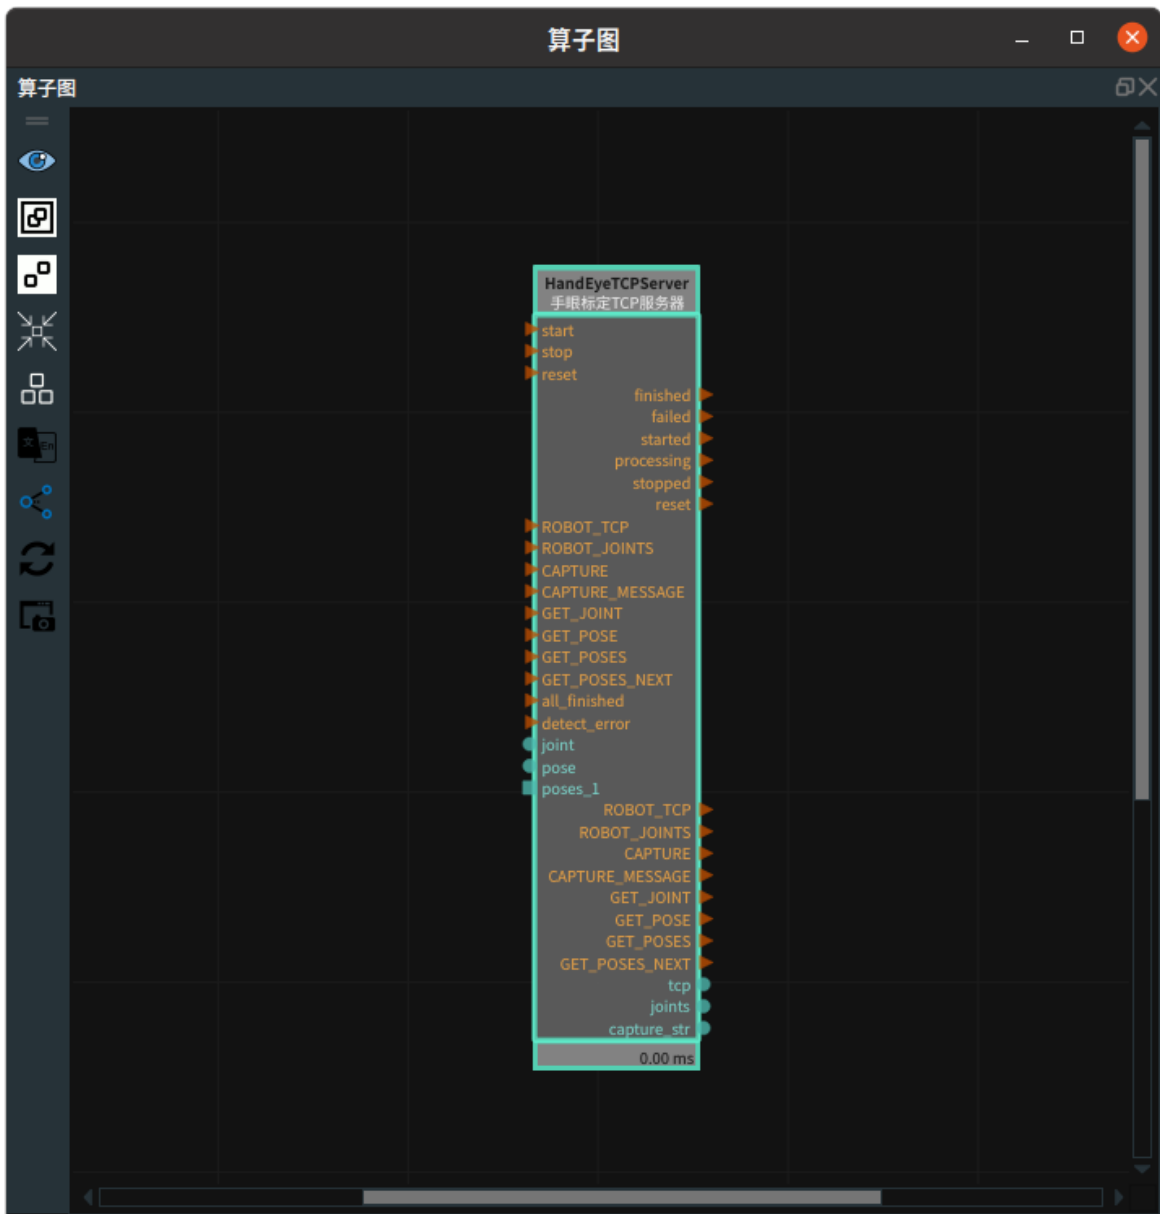 算子图
算子图
文 En
HandEyeTCPServer
手眼标定TCP服务器
start
stop
reset
finished
failed
started
processing
stopped
reset
ROBOT_TCP
ROBOT_JOINTS
CAPTURE
CAPTURE_MESSAGE
GET_JOINT
GET_POSE
GET_POSES
GET_POSES_NEXT
all_finished
detect_error
joint
pose
poses_1
ROBOT_TCP
ROBOT_JOINTS
CAPTURE
CAPTURE_MESSAGE
GET_JOINT
GET_POSE
GET_POSES
GET_POSES_NEXT
tcp
joints
capture_str
0.00 ms